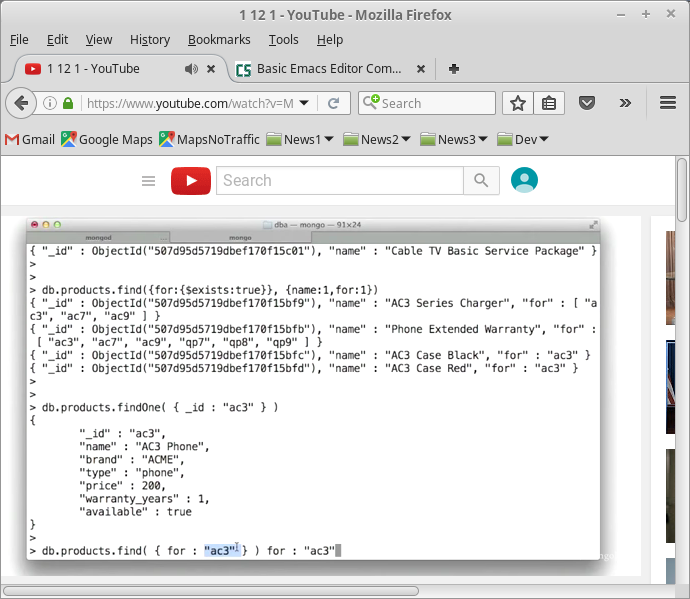 1 12 1 - YouTube - Mozilla Firefox
File Edit View History Bookmarks Tools Help
1 12 1 - YouTube
Basic Emacs Editor Com...
https://www.youtube.com/watch?v=M
Search
Gmail Google Maps MapsNoTraffic News1 News2 News3 Dev
Search
dba — mongo — 91×24
mongod mongo
{ "_id" : ObjectId("507d95d5719dbef170f15c01"), "name" : "Cable TV Basic Service Package" }
>
>
> db.products.find({for:{$exists:true}}, {name:1,for:1})
{ "_id" : ObjectId("507d95d5719dbef170f15bf9"), "name" : "AC3 Series Charger", "for" : [ "a
c3", "ac7", "ac9" ] }
{ "_id" : ObjectId("507d95d5719dbef170f15bfb"), "name" : "Phone Extended Warranty", "for" :
[ "ac3", "ac7", "ac9", "qp7", "qp8", "qp9" ] }
{ "_id" : ObjectId("507d95d5719dbef170f15bfc"), "name" : "AC3 Case Black", "for" : "ac3" }
{ "_id" : ObjectId("507d95d5719dbef170f15bfd"), "name" : "AC3 Case Red", "for" : "ac3" }
>
>
> db.products.findOne( { _id : "ac3" } )
{
"_id" : "ac3",
"name" : "AC3 Phone",
"brand" : "ACME",
"type" : "phone",
"price" : 200,
"warranty_years" : 1,
"available" : true
}
>
> db.products.find( { for : "ac3" } ) for : "ac3"